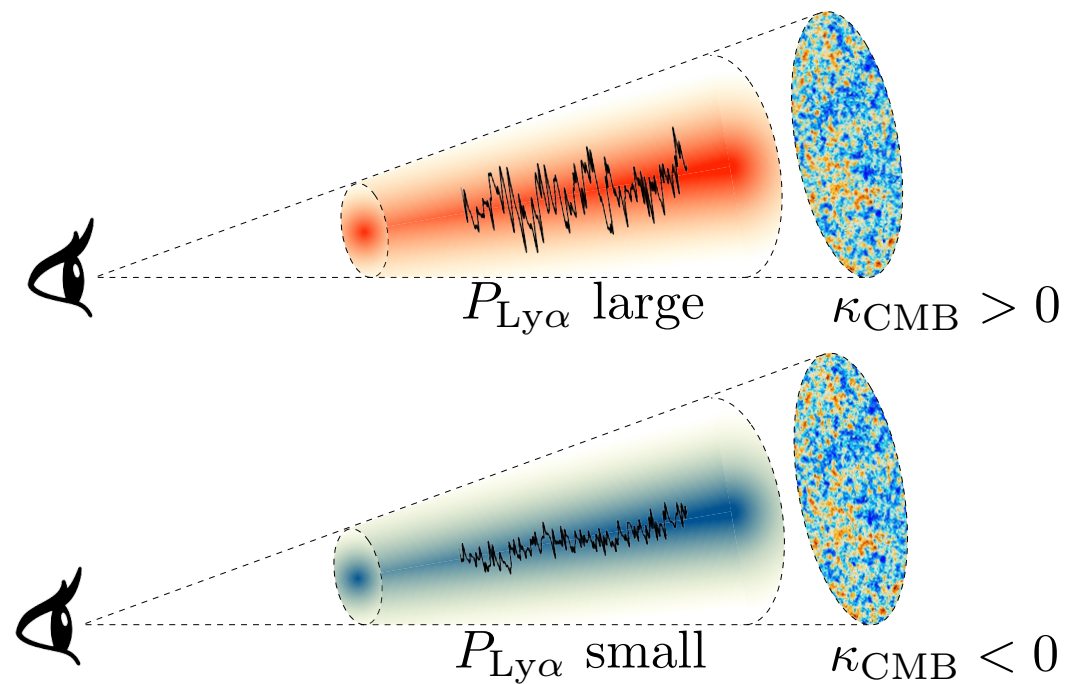 P_Lyα large
κ_CMB > 0
P_Lyα small
κ_CMB < 0